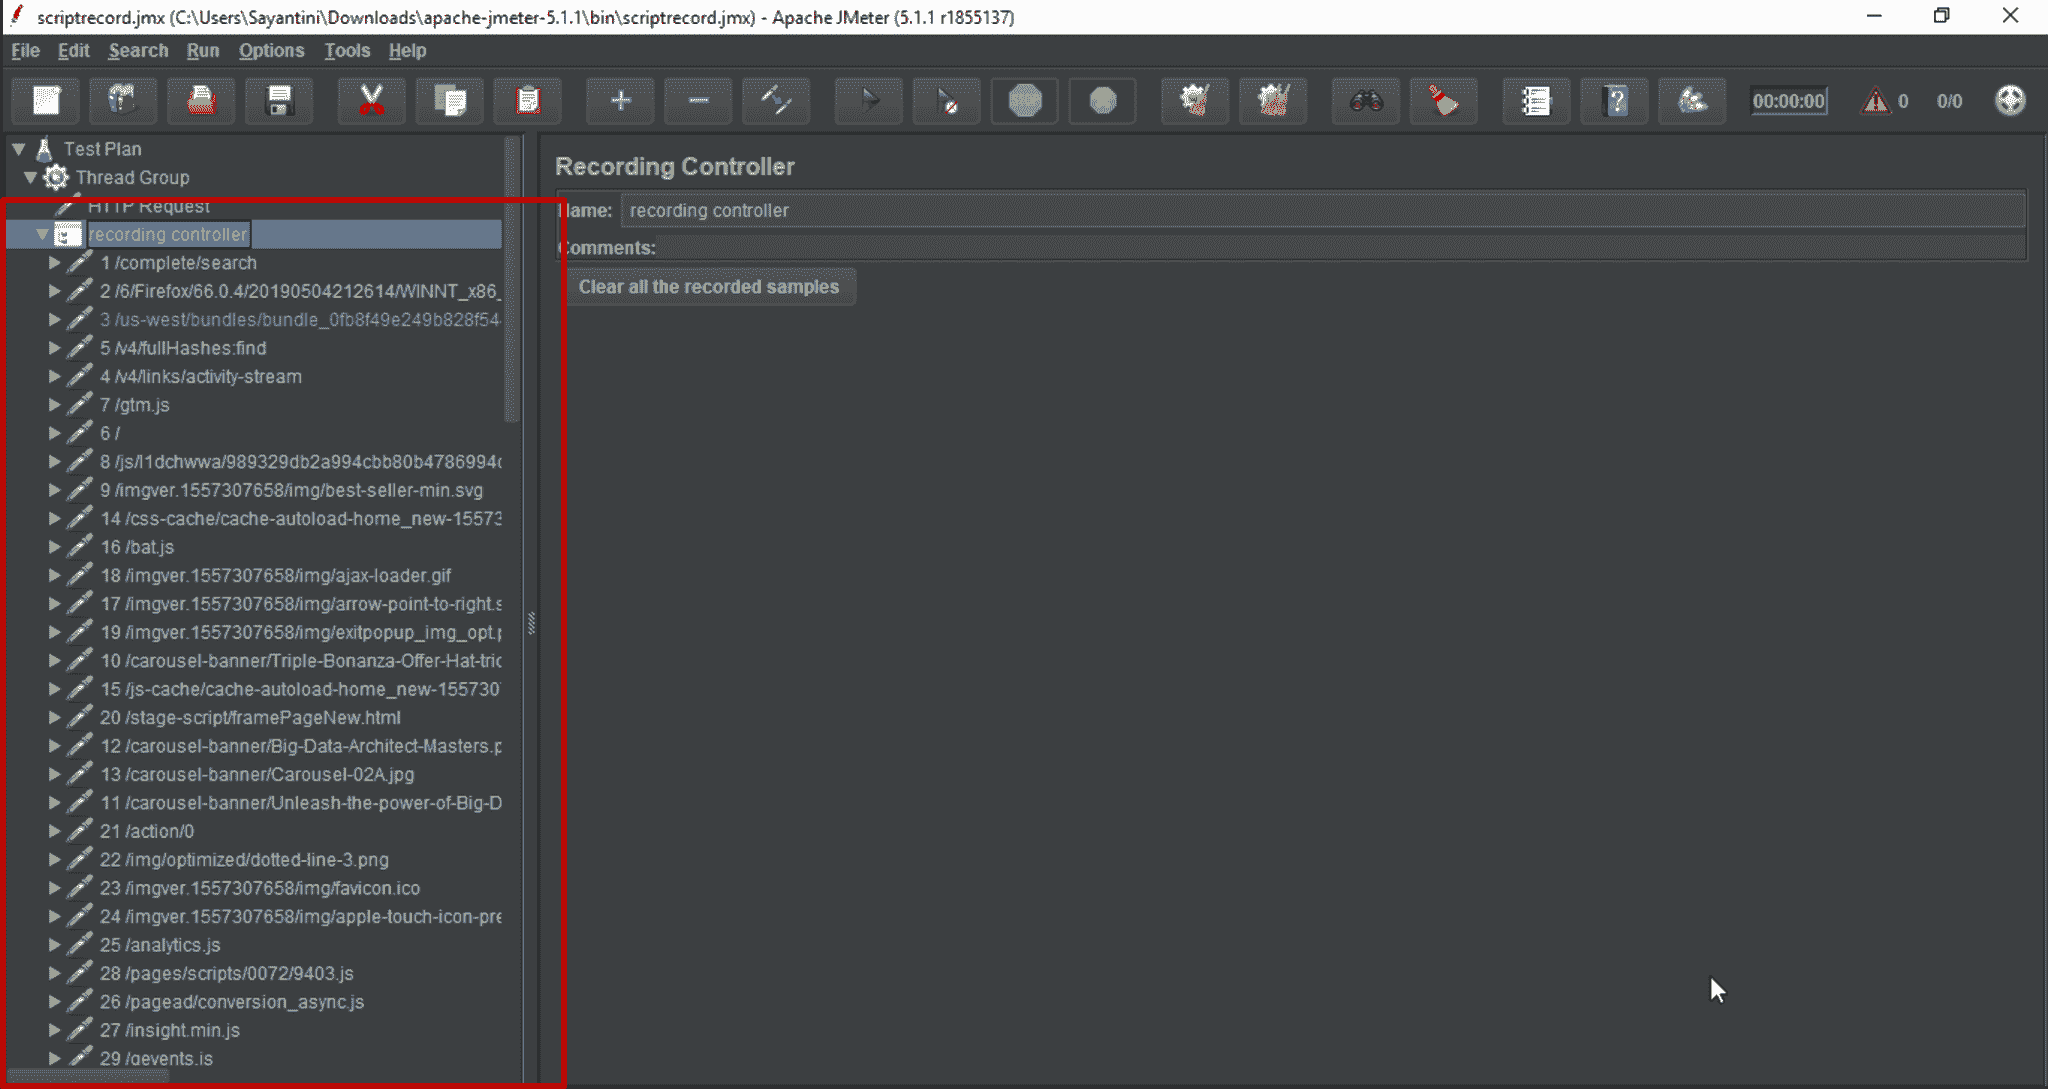 scriptrecord.jmx (C:\Users\Sayantini\Downloads\apache-jmeter-5.1.1\bin\scriptrecord.jmx) - Apache JMeter (5.1.1 r1855137)
File Edit Search Run Options Tools Help
00:00:00 0 0/0
Test Plan
Thread Group
HTTP Request
recording controller
1 /complete/search
2 /6/Firefox/66.0.4/20190504212614/WINNT_x86_
3 /us-west/bundles/bundle_0fb8f49e249b828f54
5 /v4/fullHashes:find
4 /v4/links/activity-stream
7 /gtm.js
6 /
8 /js/l1dchwwa/989329db2a994cbb80b4786994
9 /imgver.1557307658/img/best-seller-min.svg
14 /css-cache/cache-autoload-home_new-15573
16 /bat.js
18 /imgver.1557307658/img/ajax-loader.gif
17 /imgver.1557307658/img/arrow-point-to-right.s
19 /imgver.1557307658/img/exitpopup_img_opt.p
10 /carousel-banner/Triple-Bonanza-Offer-Hat-tric
15 /js-cache/cache-autoload-home_new-155730
20 /stage-script/framePageNew.html
12 /carousel-banner/Big-Data-Architect-Masters.p
13 /carousel-banner/Carousel-02A.jpg
11 /carousel-banner/Unleash-the-power-of-Big-D
21 /action/0
22 /img/optimized/dotted-line-3.png
23 /imgver.1557307658/img/favicon.ico
24 /imgver.1557307658/img/apple-touch-icon-pre
25 /analytics.js
28 /pages/scripts/0072/9403.js
26 /pagead/conversion_async.js
27 /insight.min.js
29 /qevents.js
Recording Controller
Name: recording controller
Comments:
Clear all the recorded samples